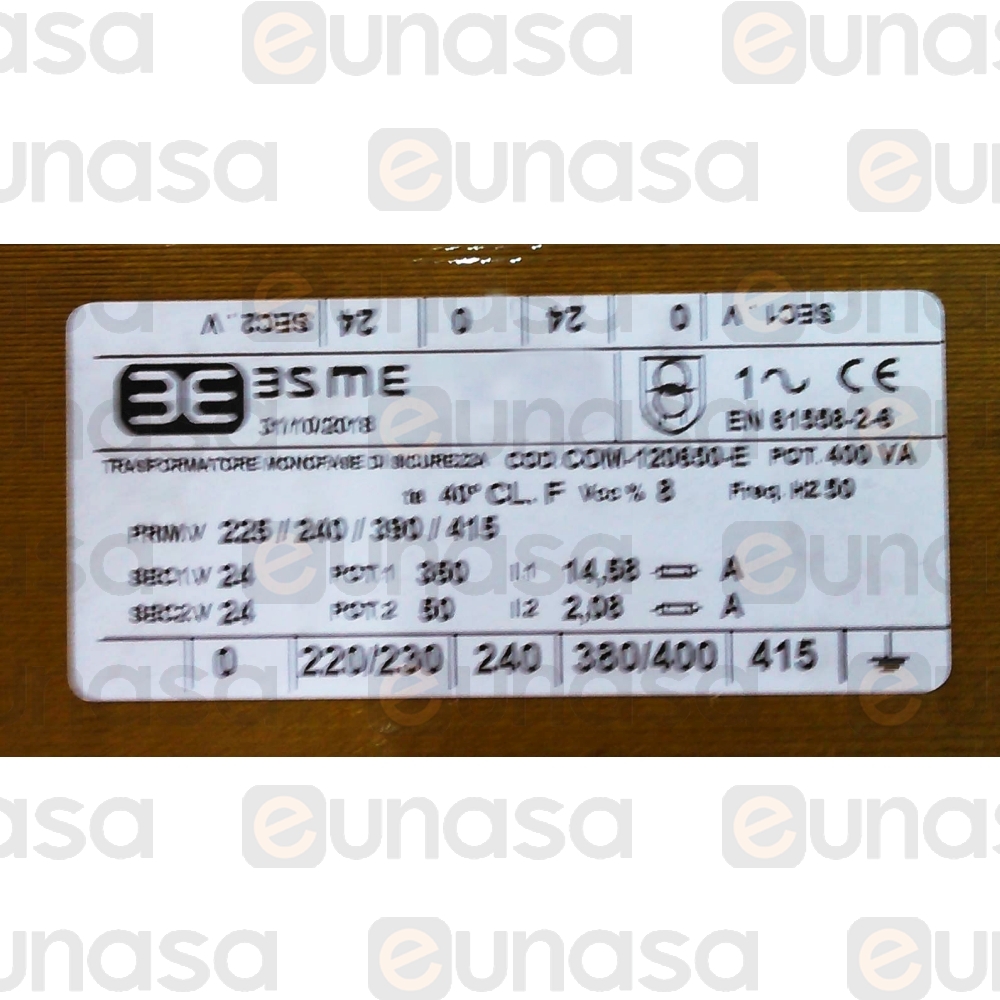 eunasa
V SEC2. 24 0 24 0 V SEC1.
3E 3SME
31/10/2018
1~ CE
EN 61558-2-6
TRASFORMATORE MONOFASE DI SICUREZZA COD.COM-120650-E POT. 400 VA
ta 40° CL. F Voc % 8 Freq. HZ 50
PRIM.V 225 // 240 // 390 // 415
SEC1.V 24 POT.1 350 I1 14,58 A
SEC2.V 24 POT.2 50 I2 2,08 A
0 220/230 240 380/400 415